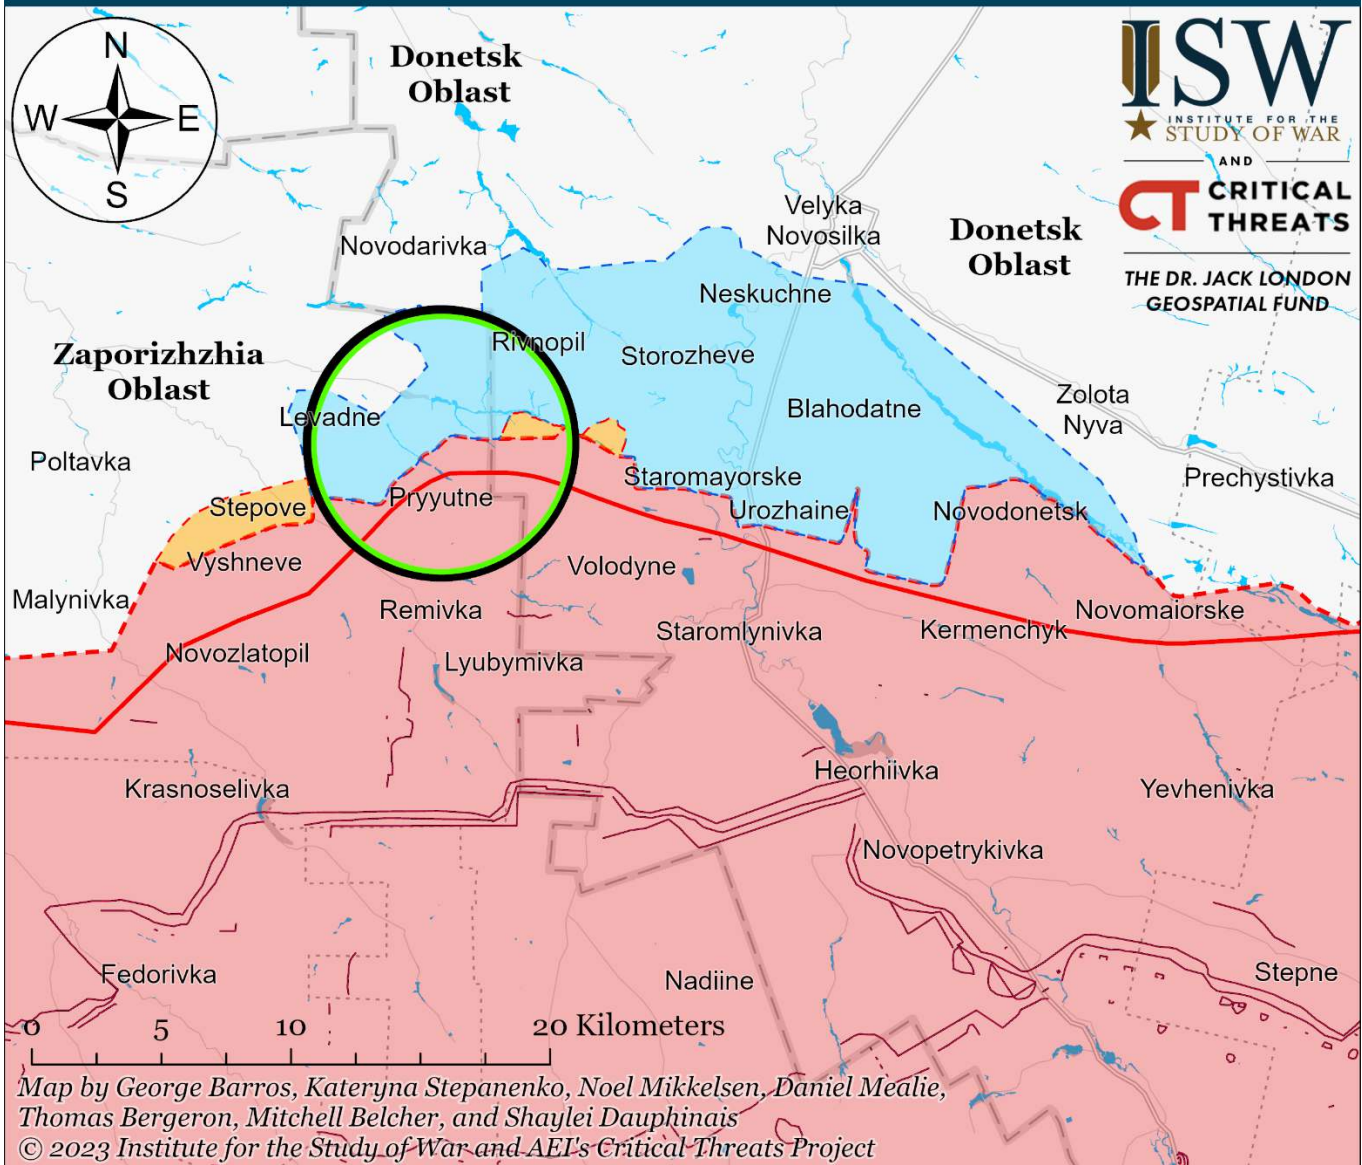 N
W
E
S
Donetsk
Oblast
ISW
INSTITUTE FOR THE
STUDY OF WAR
AND
CT CRITICAL
THREATS
THE DR. JACK LONDON
GEOSPATIAL FUND
Velyka
Novosilka
Donetsk
Oblast
Novodarivka
Neskuchne
Rivnopil
Storozheve
Zaporizhzhia
Oblast
Levadne
Blahodatne
Zolota
Nyva
Poltavka
Staromayorske
Prechystivka
Stepove
Pryyutne
Urozhaine
Novodonetsk
Vyshneve
Volodyne
Malynivka
Remivka
Novomaiorske
Staromlynivka
Kermenchyk
Novozlatopil
Lyubymivka
Heorhiivka
Krasnoselivka
Yevhenivka
Novopetrykivka
Fedorivka
Nadiine
Stepne
0 5 10 20 Kilometers
Map by George Barros, Kateryna Stepanenko, Noel Mikkelsen, Daniel Mealie,
Thomas Bergeron, Mitchell Belcher, and Shaylei Dauphinais
© 2023 Institute for the Study of War and AEI's Critical Threats Project